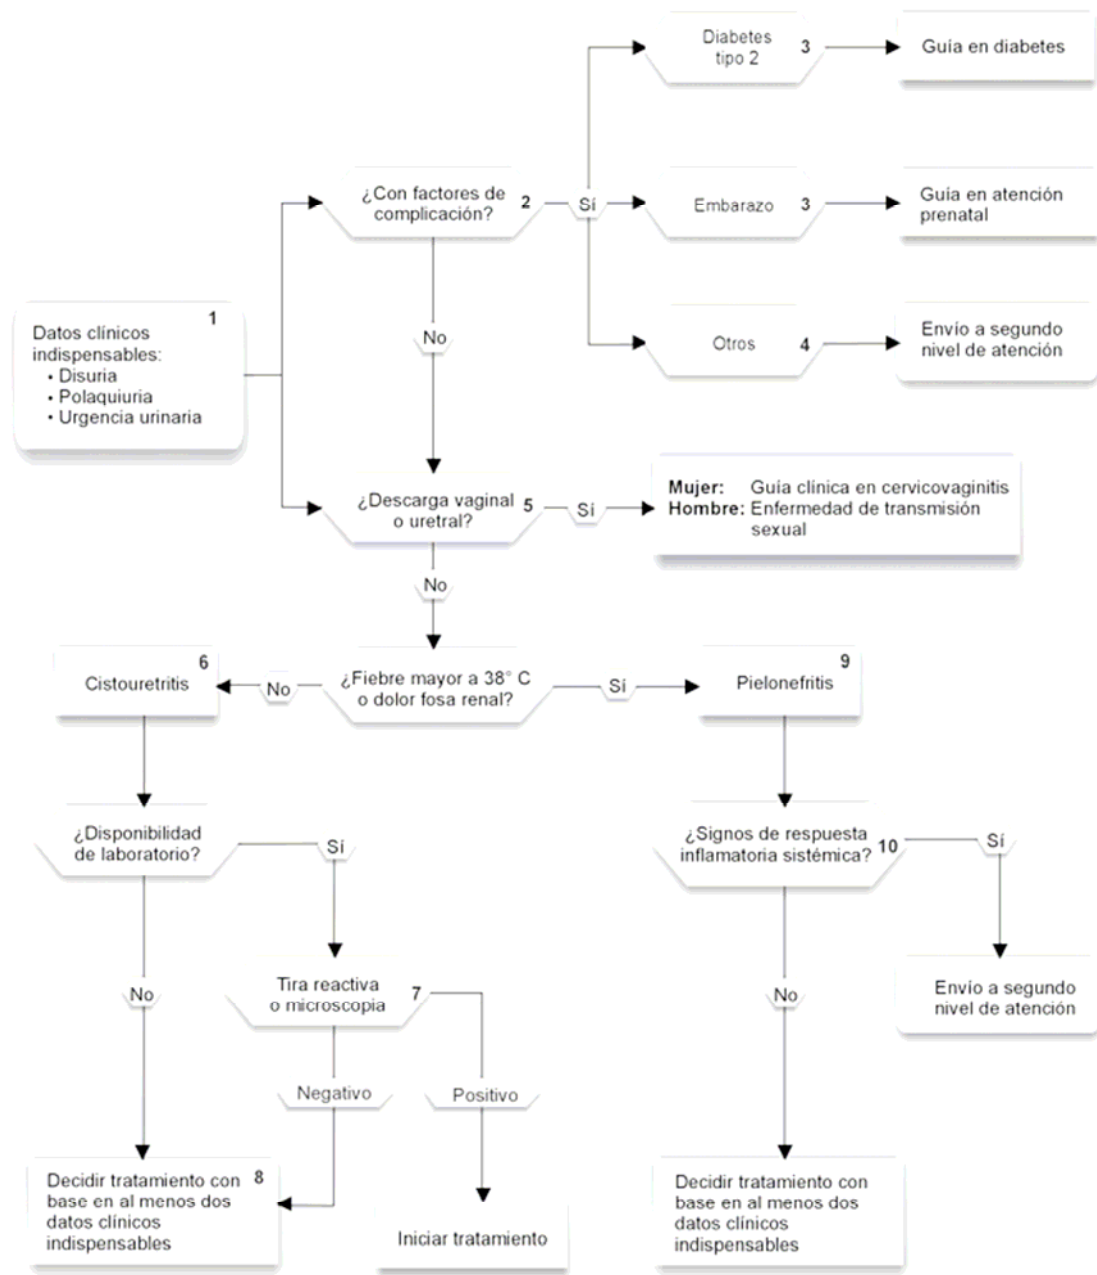 Diabetes
tipo 2
3
Guía en diabetes
¿Con factores de
complicación?
2
Sí
Embarazo
3
Guía en atención
prenatal
No
Otros
4
Envío a segundo
nivel de atención
1
Datos clínicos
indispensables:
• Disuria
• Polaquiuria
• Urgencia urinaria
¿Descarga vaginal
o uretral?
5
Sí
Mujer: Guía clínica en cervicovaginitis
Hombre: Enfermedad de transmisión
sexual
No
6
Cistouretritis
No
¿Fiebre mayor a 38° C
o dolor fosa renal?
Sí
9
Pielonefritis
¿Disponibilidad
de laboratorio?
Sí
¿Signos de respuesta
inflamatoria sistémica?
10
Sí
No
Tira reactiva
o microscopia
7
No
Envío a segundo
nivel de atención
Negativo
Positivo
Decidir tratamiento con
base en al menos dos
datos clínicos
indispensables
8
Iniciar tratamiento
Decidir tratamiento con
base en al menos dos
datos clínicos
indispensables